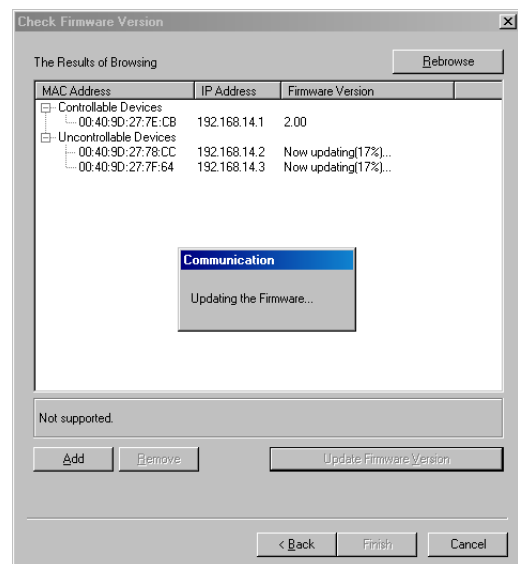 Check Firmware Version
The Results of Browsing
Rebrowse
MAC Address IP Address Firmware Version
Controllable Devices
00:40:9D:27:7E:CB 192.168.14.1 2.00
Uncontrollable Devices
00:40:9D:27:78:CC 192.168.14.2 Now updating(17%)...
00:40:9D:27:7F:64 192.168.14.3 Now updating(17%)...
Communication
Updating the Firmware...
Not supported.
Add Remove Update Firmware Version
< Back Finish Cancel